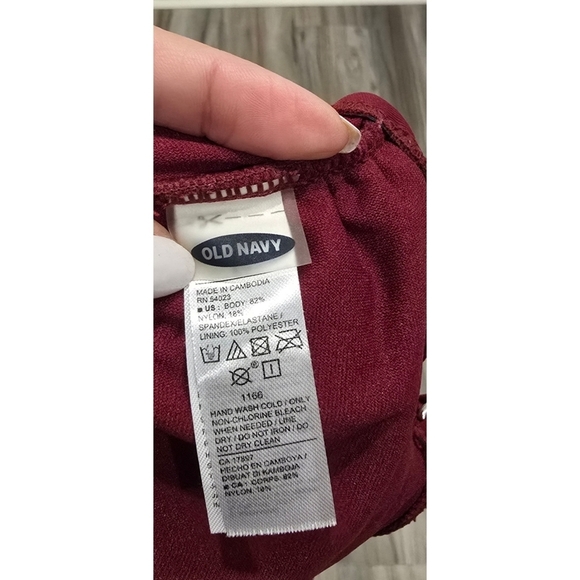 OLD NAVY
MADE IN CAMBODIA
RN 54023
■ US : BODY: 82%
NYLON, 18%
SPANDEX/ELASTANE /
LINING: 100% POLYESTER
1166
HAND WASH COLD / ONLY
NON-CHLORINE BLEACH
WHEN NEEDED / LINE
DRY / DO NOT IRON / DO
NOT DRY CLEAN
CA 17897
HECHO EN CAMBOYA /
DIBUAT DI KAMBOJA
■ CA : CORPS: 82%
NYLON, 18%